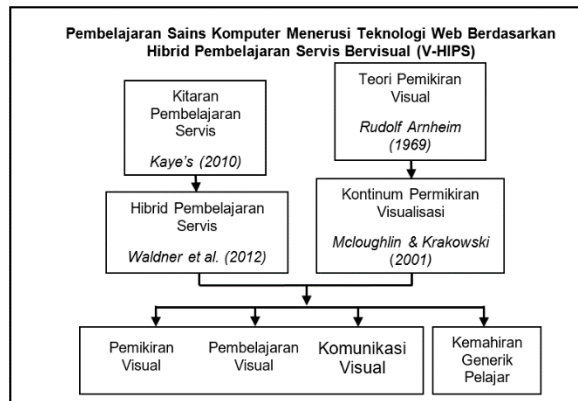 Pembelajaran Sains Komputer Menerusi Teknologi Web Berdasarkan
Hibrid Pembelajaran Servis Bervisual (V-HIPS)
Kitaran
Pembelajaran
Servis
Kaye's (2010)
Teori Pemikiran
Visual
Rudolf Arnheim
(1969)
Hibrid Pembelajaran
Servis
Waldner et al. (2012)
Kontinum Permikiran
Visualisasi
Mcloughlin & Krakowski
(2001)
Pemikiran
Visual
Pembelajaran
Visual
Komunikasi
Visual
Kemahiran
Generik
Pelajar